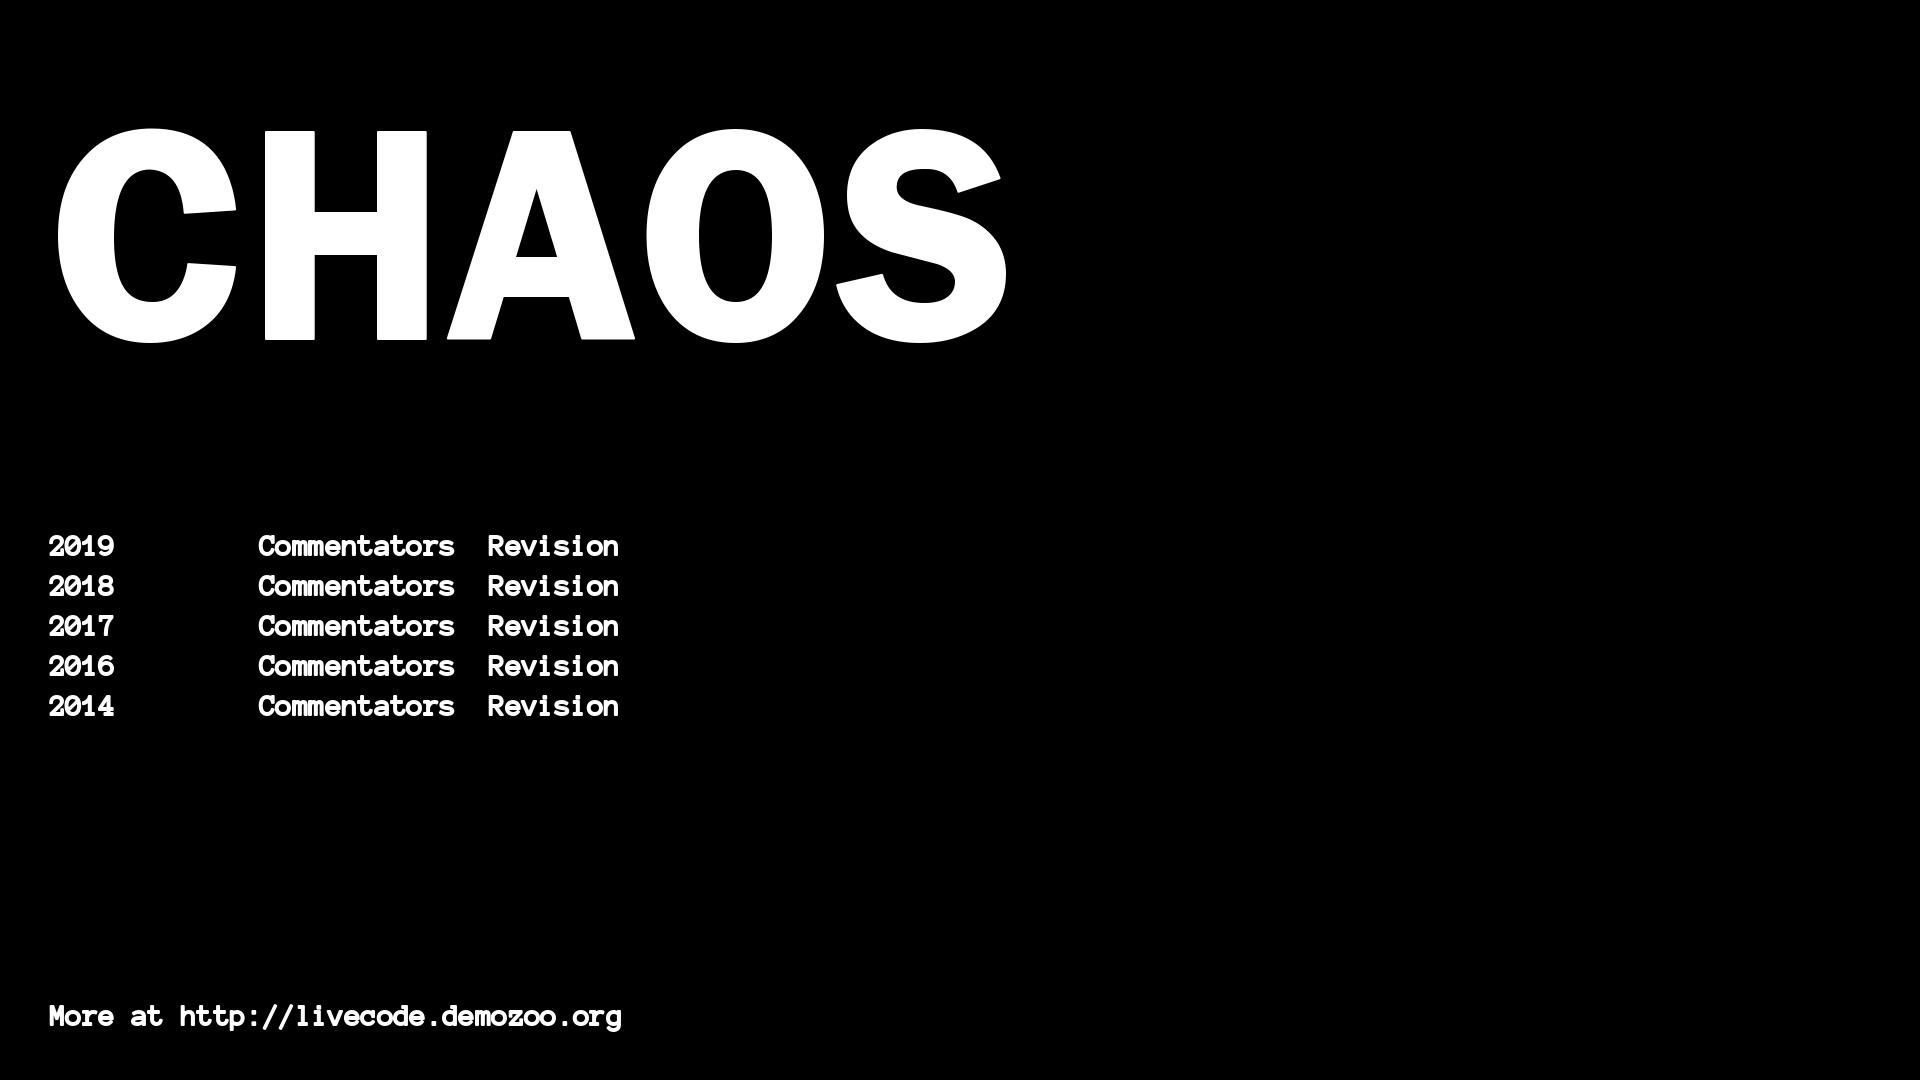 CHAOS
2019 Commentators Revision
2018 Commentators Revision
2017 Commentators Revision
2016 Commentators Revision
2014 Commentators Revision
More at http://livecode.demozoo.org